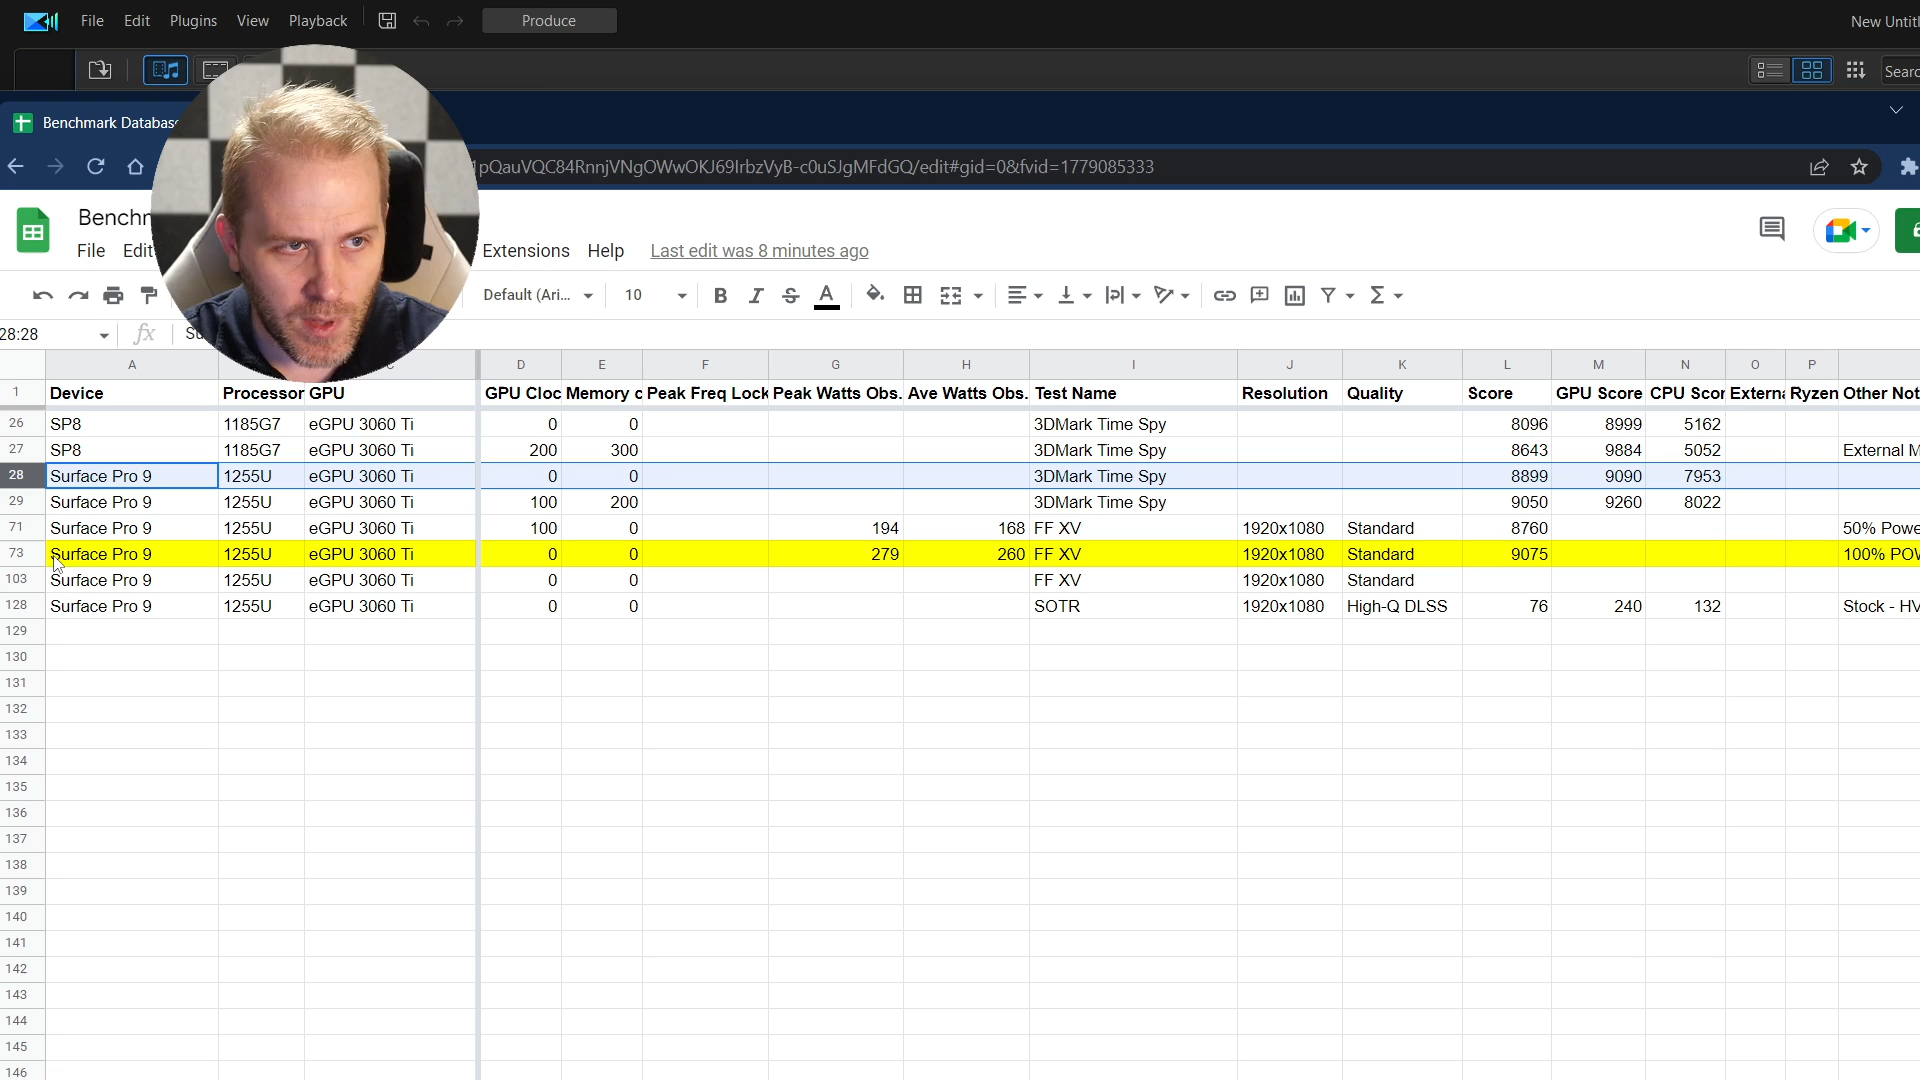 File Edit Plugins View Playback Produce New Untitl
Searc
Benchmark Databas
1pQauVQC84RnnjVNgOWwOKJ69IrbzVyB-c0uSJgMFdGQ/edit#gid=0&fvid=1779085333
Benchm
File Edit Extensions Help Last edit was 8 minutes ago
Default (Ari... 10
28:28 fx Su
A C D E F G H I J K L M N O P
1 Device Processor GPU GPU Cloc Memory c Peak Freq Lock Peak Watts Obs. Ave Watts Obs. Test Name Resolution Quality Score GPU Score CPU Scor Externa Ryzen Other Not
26 SP8 1185G7 eGPU 3060 Ti 0 0 3DMark Time Spy 8096 8999 5162
27 SP8 1185G7 eGPU 3060 Ti 200 300 3DMark Time Spy 8643 9884 5052 External M
28 Surface Pro 9 1255U eGPU 3060 Ti 0 0 3DMark Time Spy 8899 9090 7953
29 Surface Pro 9 1255U eGPU 3060 Ti 100 200 3DMark Time Spy 9050 9260 8022
71 Surface Pro 9 1255U eGPU 3060 Ti 100 0 194 168 FF XV 1920x1080 Standard 8760 50% Powe
73 Surface Pro 9 1255U eGPU 3060 Ti 0 0 279 260 FF XV 1920x1080 Standard 9075 100% POW
103 Surface Pro 9 1255U eGPU 3060 Ti 0 0 FF XV 1920x1080 Standard
128 Surface Pro 9 1255U eGPU 3060 Ti 0 0 SOTR 1920x1080 High-Q DLSS 76 240 132 Stock - HV
129
130
131
132
133
134
135
136
137
138
139
140
141
142
143
144
145
146